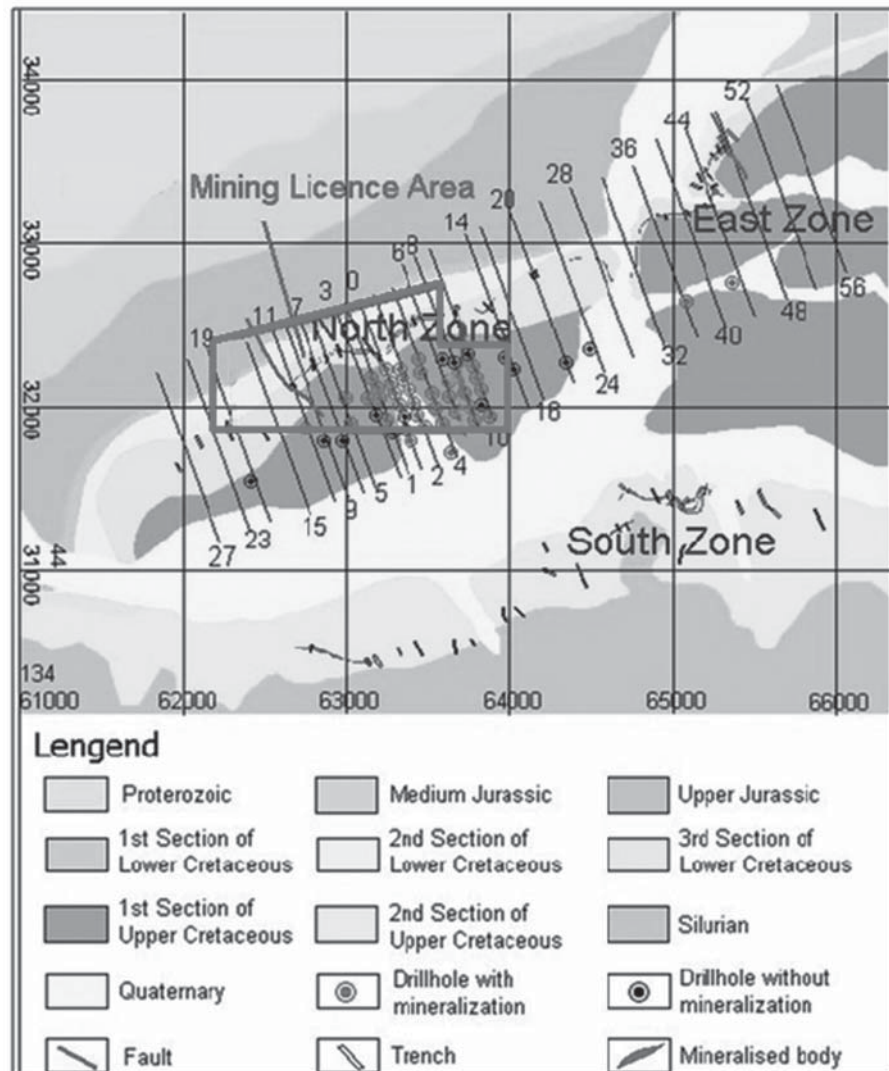 34000
52
44
36
28
Mining Licence Area
20
14
East Zone
33000
8
6
0
3
56
7
11
48
North Zone
40
19
32
24
32000
18
10
4
2
1
5
9
15
23
27
South Zone
31000
44
134
61000
62000
63000
64000
65000
66000
Lengend
Proterozoic
Medium Jurassic
Upper Jurassic
1st Section of
Lower Cretaceous
2nd Section of
Lower Cretaceous
3rd Section of
Lower Cretaceous
1st Section of
Upper Cretaceous
2nd Section of
Upper Cretaceous
Silurian
Quaternary
Drillhole with
mineralization
Drillhole without
mineralization
Fault
Trench
Mineralised body